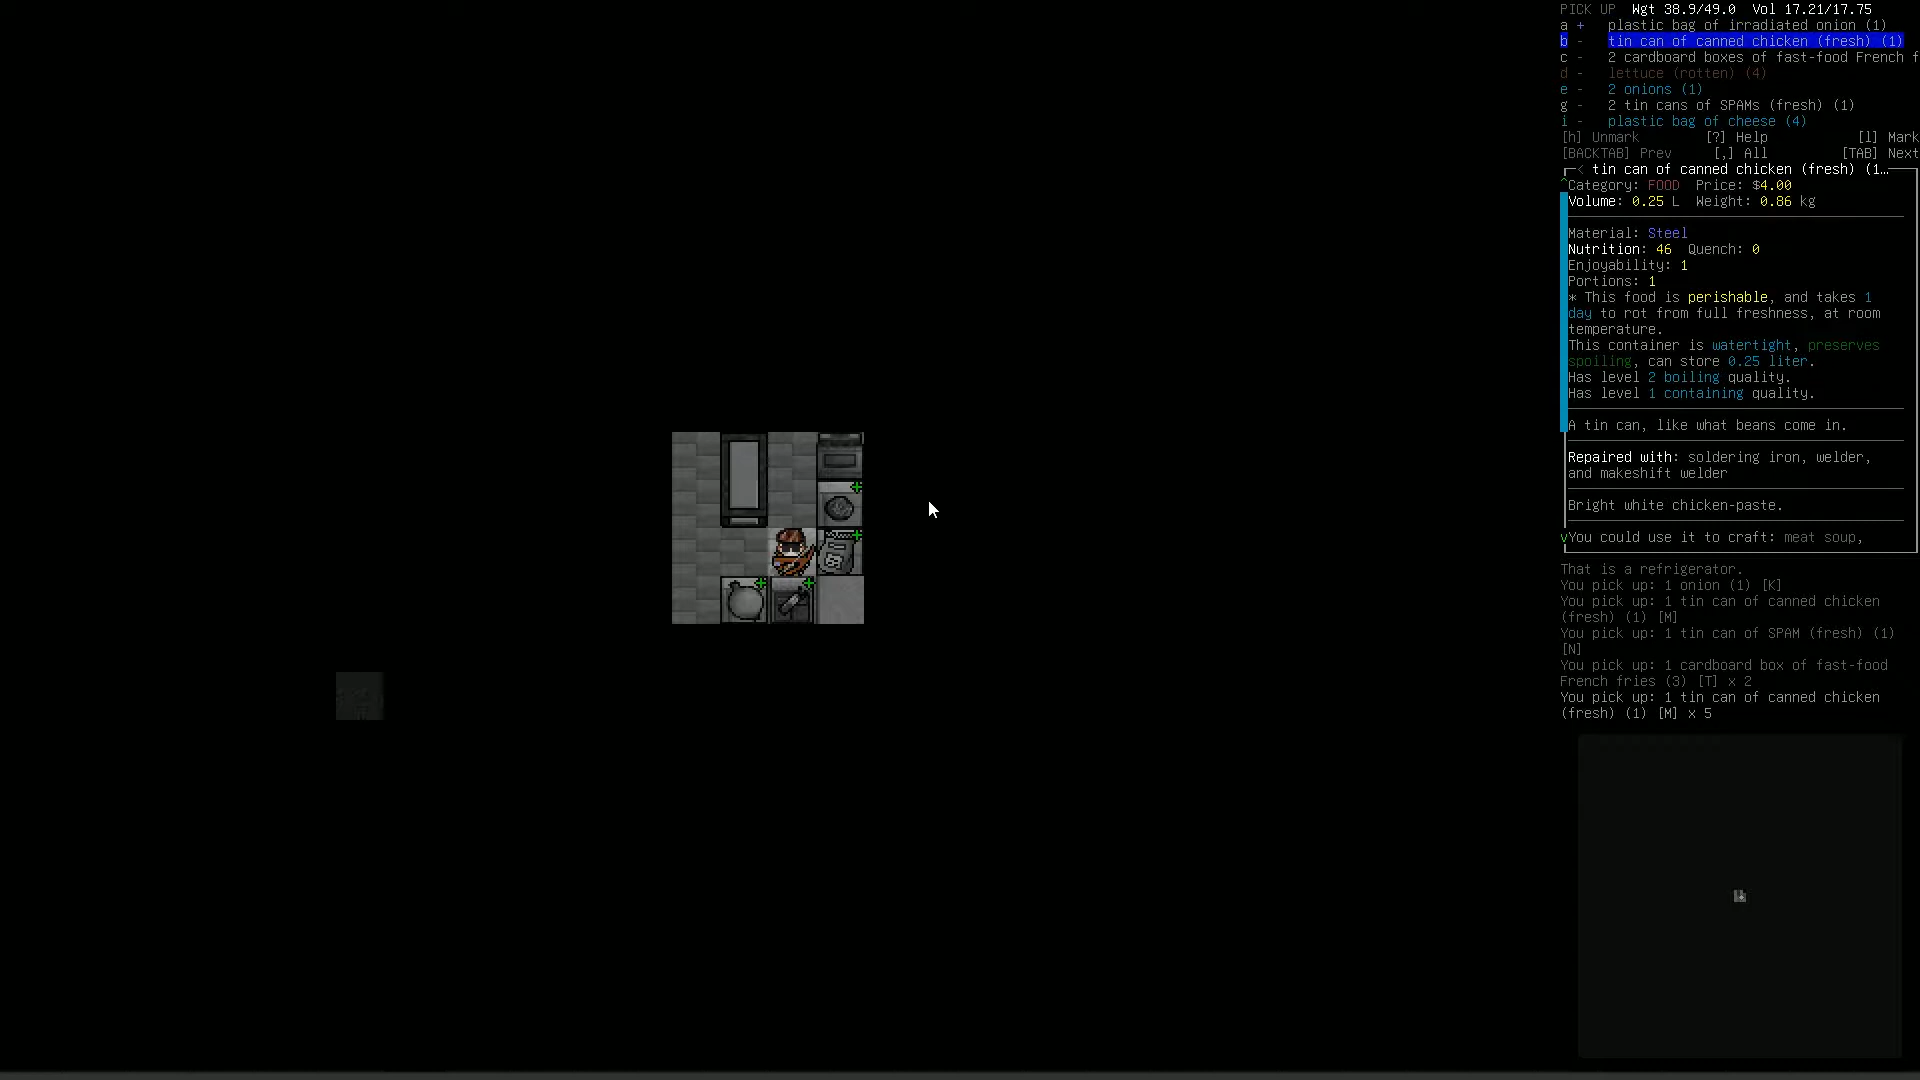 PICK UP Wgt 38.9/49.0 Vol 17.21/17.75
a + plastic bag of irradiated onion (1)
b - tin can of canned chicken (fresh) (1)
c - 2 cardboard boxes of fast-food French f
d - lettuce (rotten) (4)
e - 2 onions (1)
g - 2 tin cans of SPAMs (fresh) (1)
i - plastic bag of cheese (4)
[h] Unmark [?] Help [l] Mark
[BACKTAB] Prev [,] All [TAB] Next
< tin can of canned chicken (fresh) (1…
Category: FOOD Price: $4.00
Volume: 0.25 L Weight: 0.86 kg
Material: Steel
Nutrition: 46 Quench: 0
Enjoyability: 1
Portions: 1
* This food is perishable, and takes 1
day to rot from full freshness, at room
temperature.
This container is watertight, preserves
spoiling, can store 0.25 liter.
Has level 2 boiling quality.
Has level 1 containing quality.
A tin can, like what beans come in.
Repaired with: soldering iron, welder,
and makeshift welder
Bright white chicken-paste.
You could use it to craft: meat soup,
That is a refrigerator.
You pick up: 1 onion (1) [K]
You pick up: 1 tin can of canned chicken
(fresh) (1) [M]
You pick up: 1 tin can of SPAM (fresh) (1)
[N]
You pick up: 1 cardboard box of fast-food
French fries (3) [T] x 2
You pick up: 1 tin can of canned chicken
(fresh) (1) [M] x 5